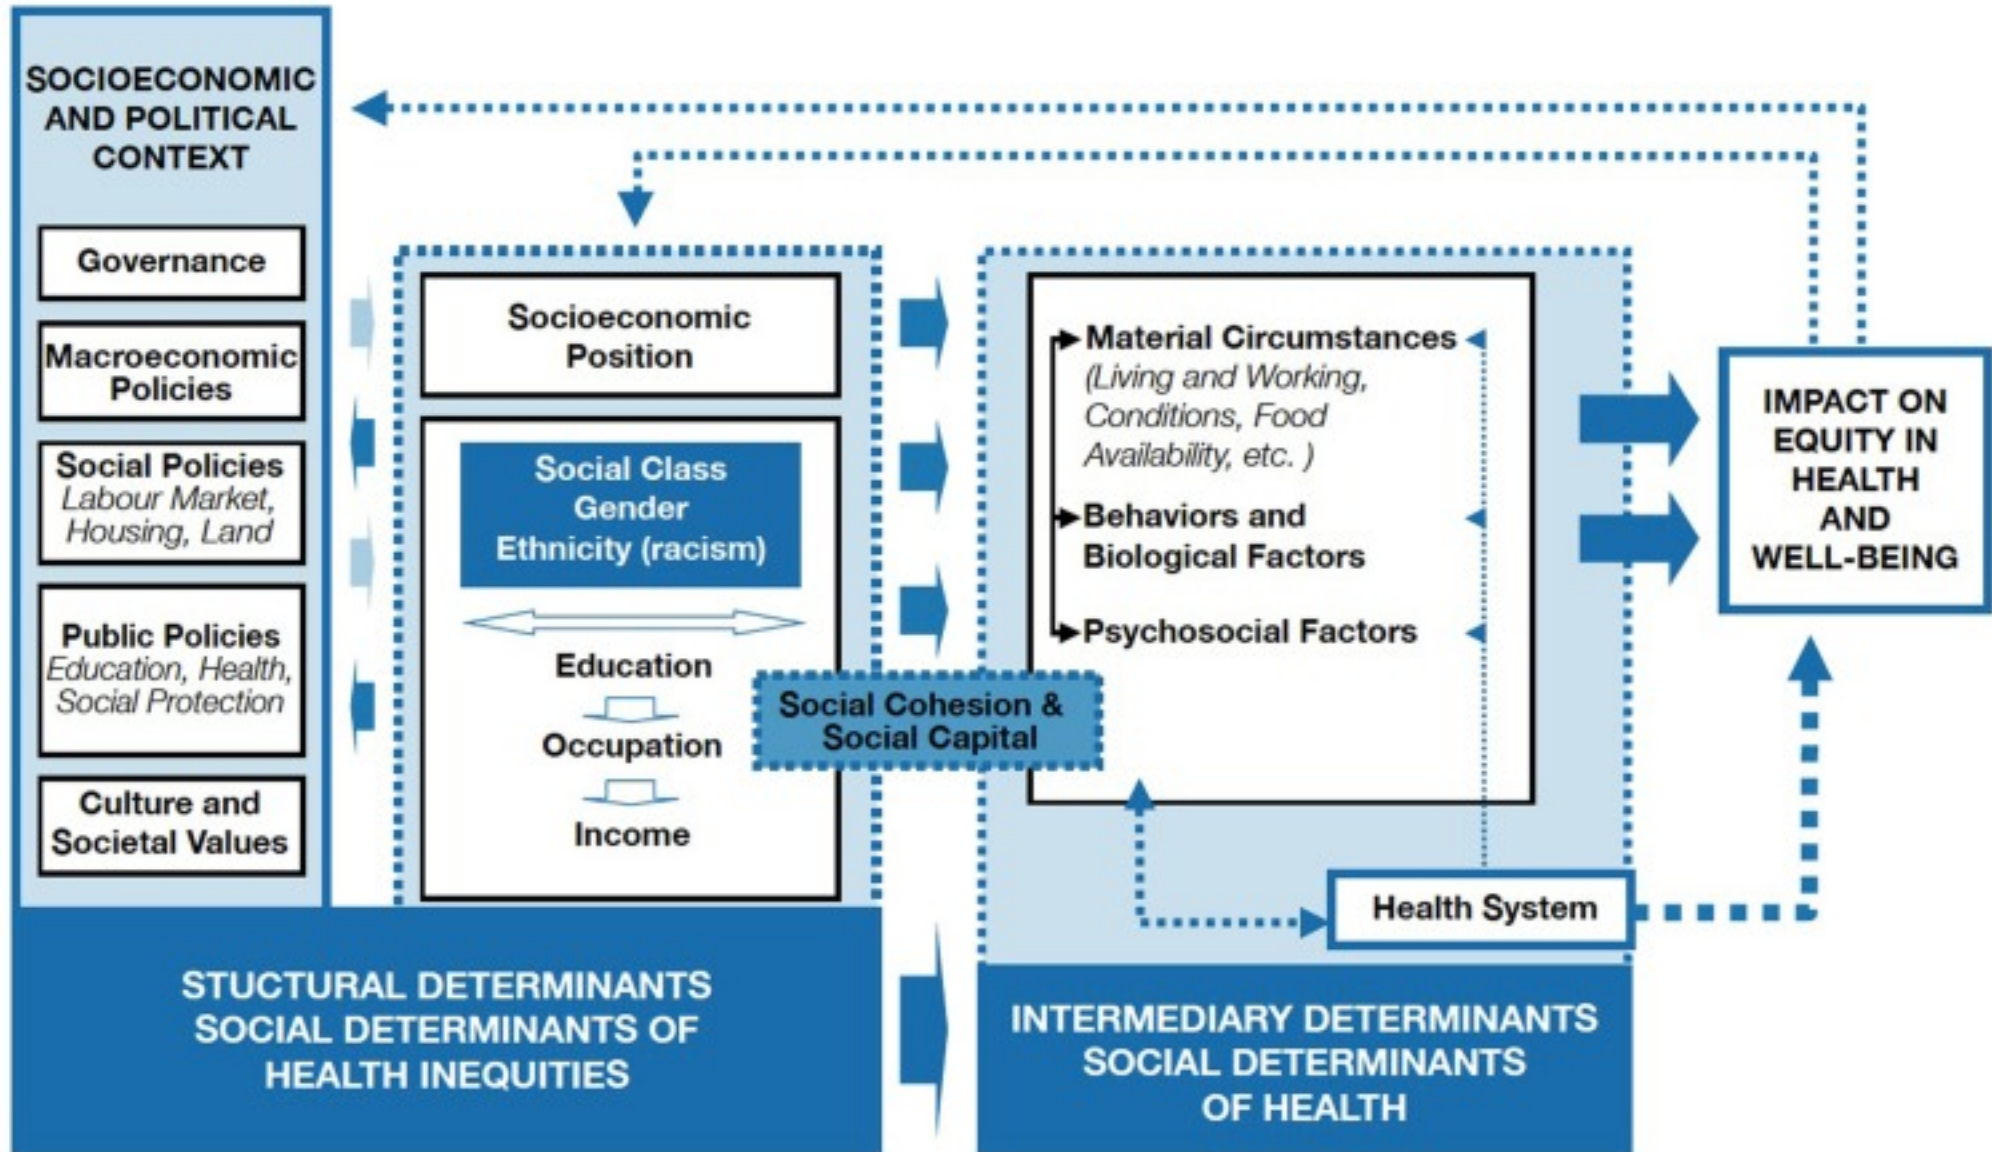 SOCIOECONOMIC
AND POLITICAL
CONTEXT
Governance
Macroeconomic
Policies
Social Policies
Labour Market,
Housing, Land
Public Policies
Education, Health,
Social Protection
Culture and
Societal Values
Socioeconomic
Position
Social Class
Gender
Ethnicity (racism)
Education
Occupation
Income
Social Cohesion &
Social Capital
Material Circumstances
(Living and Working,
Conditions, Food
Availability, etc. )
Behaviors and
Biological Factors
Psychosocial Factors
Health System
IMPACT ON
EQUITY IN
HEALTH
AND
WELL-BEING
STUCTURAL DETERMINANTS
SOCIAL DETERMINANTS OF
HEALTH INEQUITIES
INTERMEDIARY DETERMINANTS
SOCIAL DETERMINANTS
OF HEALTH